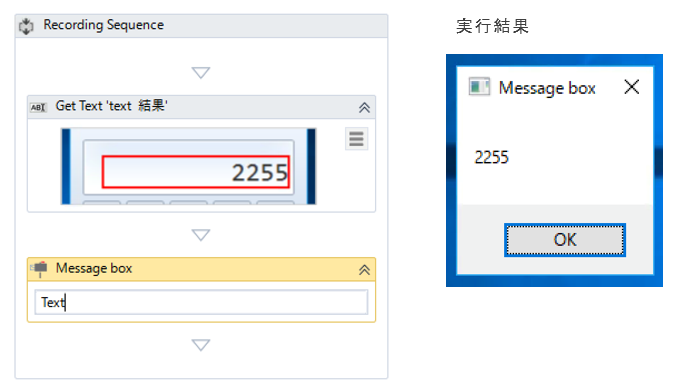 Recording Sequence
ABI Get Text 'text 結果'
2255
Message box
Text
実行結果
Message box
2255
OK